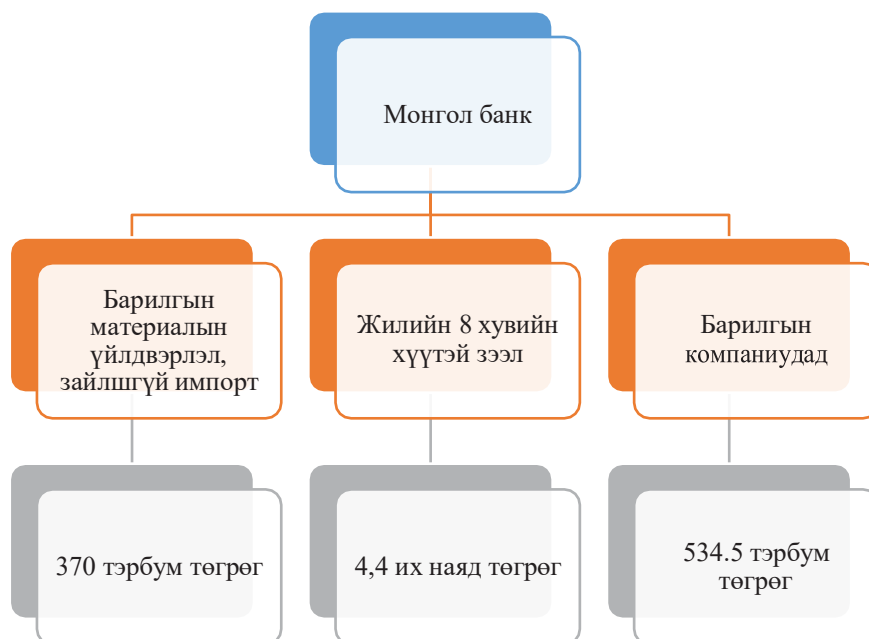 Монгол банк
Барилгын
материалын
үйлдвэрлэл,
зайлшгүй импорт
Жилийн 8 хувийн
хүүтэй зээл
Барилгын
компаниудад
370 тэрбум төгрөг
4,4 их наяд төгрөг
534.5 тэрбум
төгрөг